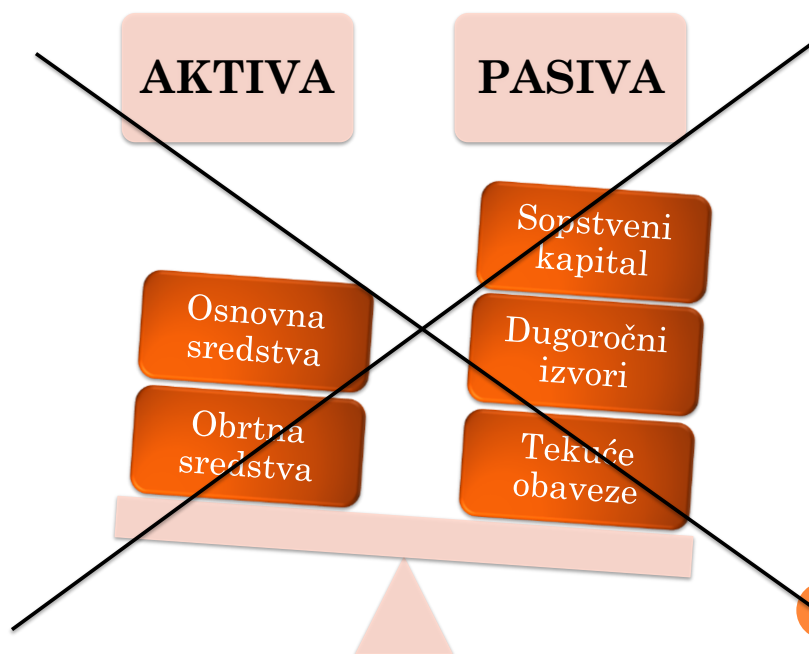 AKTIVA
PASIVA
Osnovna
sredstva
Obrtna
sredstva
Sopstveni
kapital
Dugoročni
izvori
Tekuće
obaveze